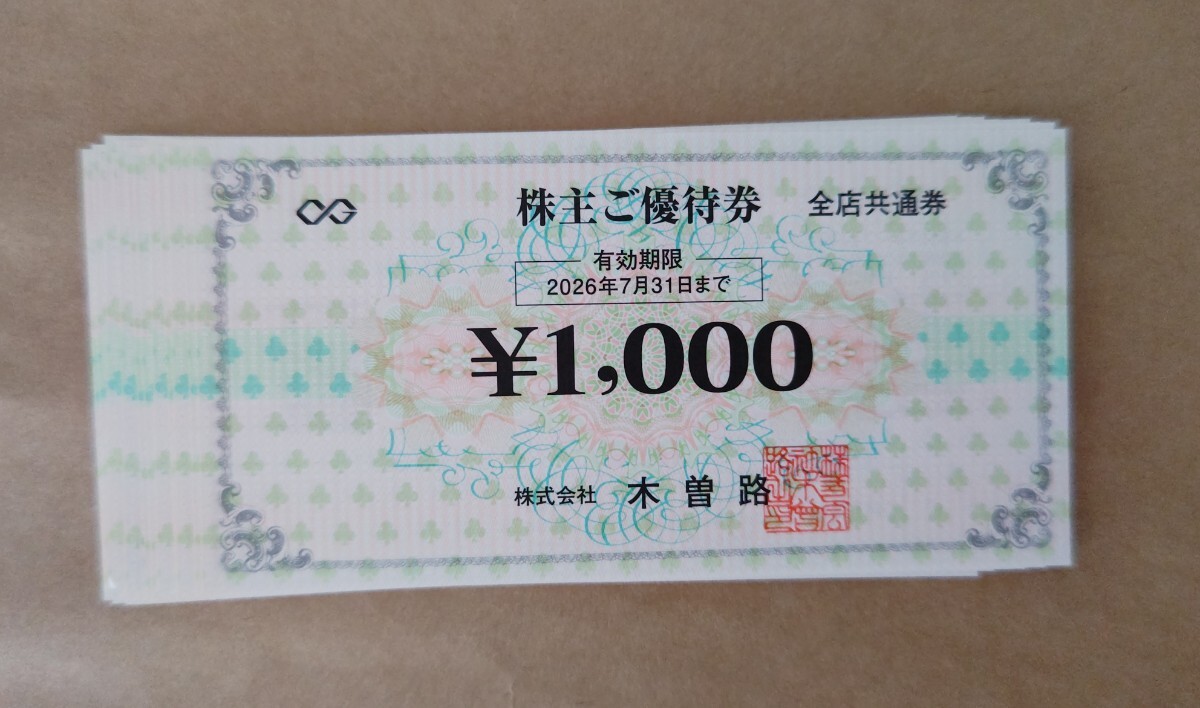 株主ご優待券 全店共通券
有効期限
2026年7月31日まで
¥1,000
株式会社 木曽路